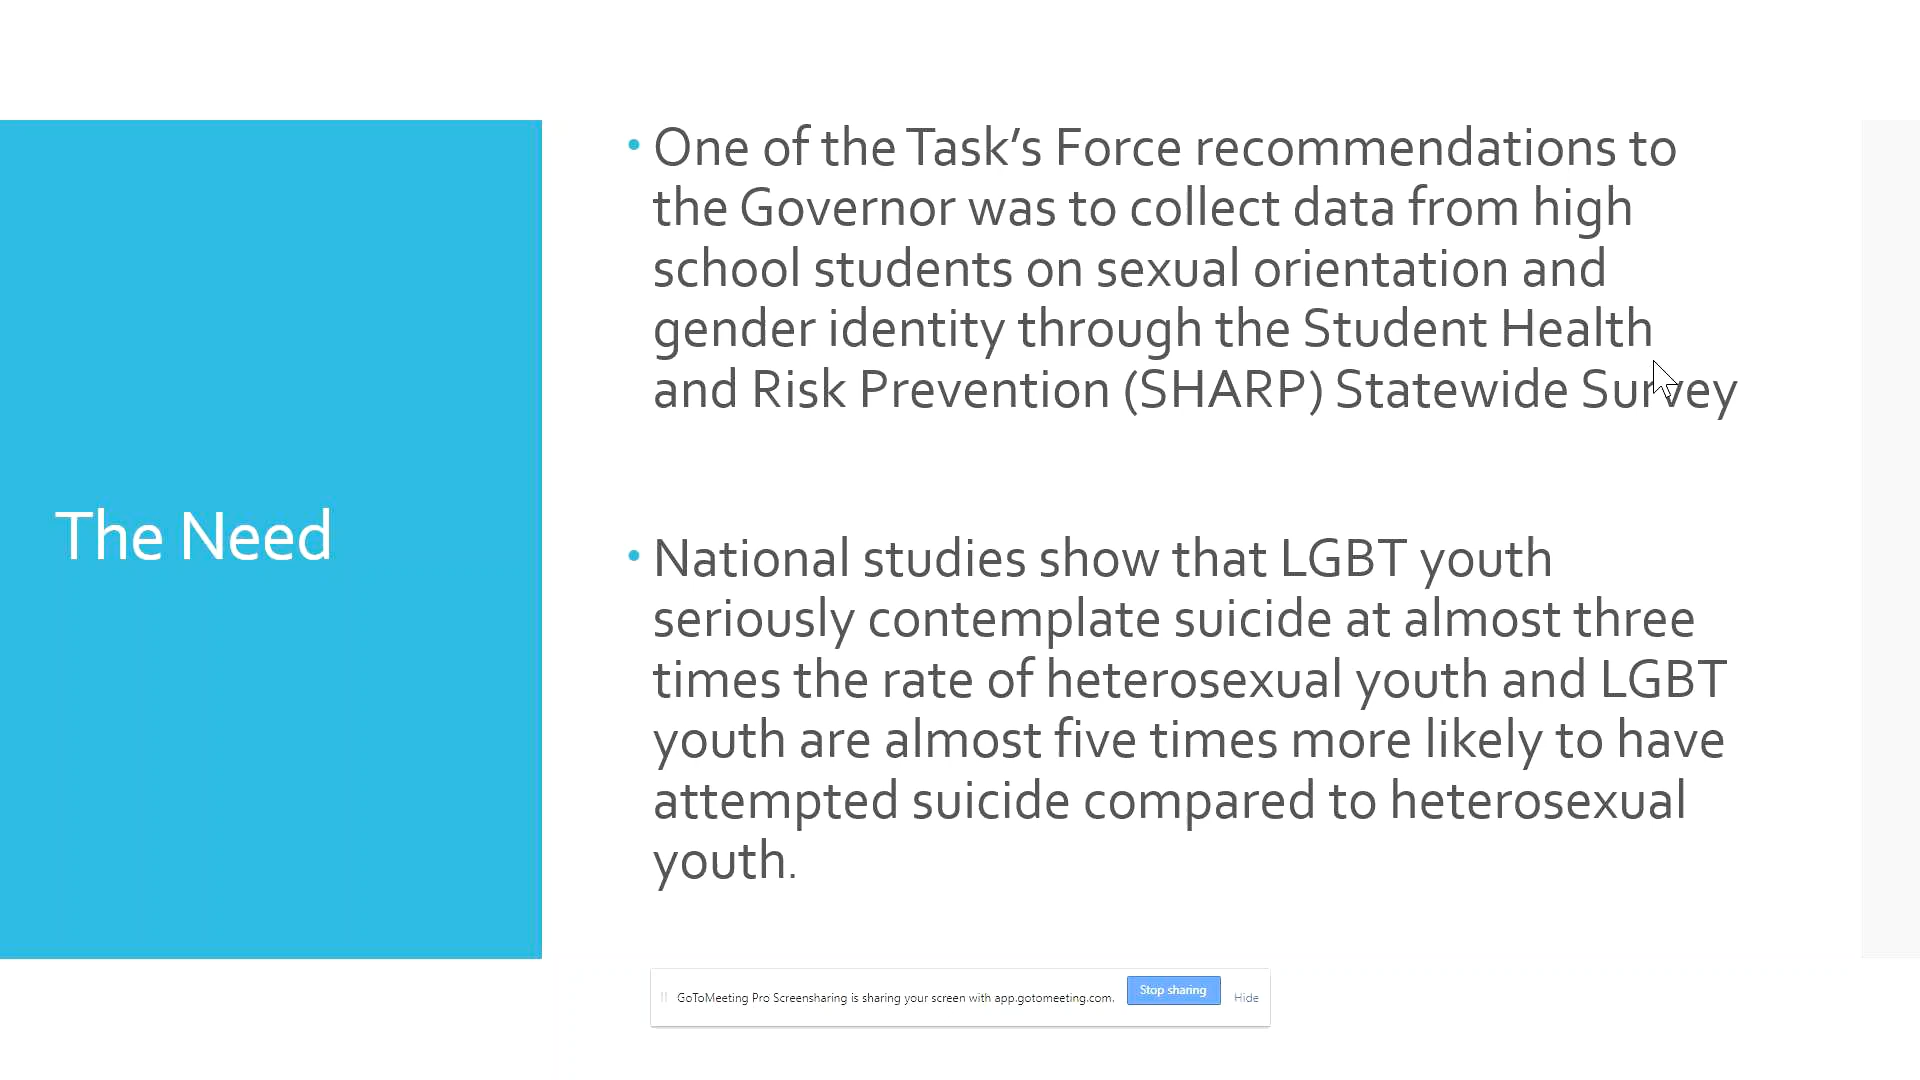 The Need
• One of the Task's Force recommendations to
the Governor was to collect data from high
school students on sexual orientation and
gender identity through the Student Health
and Risk Prevention (SHARP) Statewide Survey
• National studies show that LGBT youth
seriously contemplate suicide at almost three
times the rate of heterosexual youth and LGBT
youth are almost five times more likely to have
attempted suicide compared to heterosexual
youth.
GoToMeeting Pro Screensharing is sharing your screen with app.gotomeeting.com. Stop sharing Hide